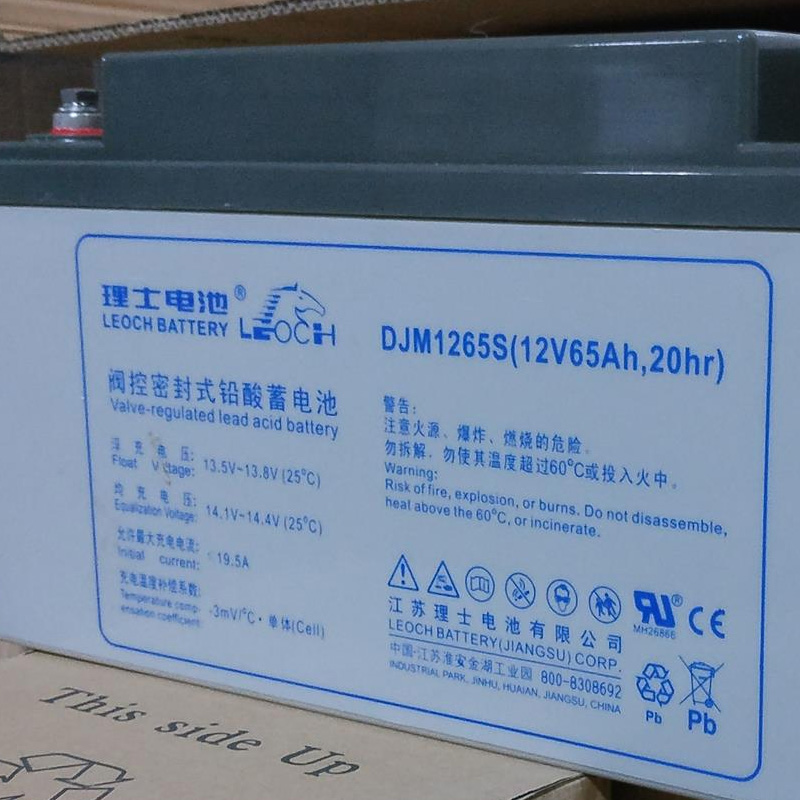 理士电池®
LEOCH BATTERY LEOCH
DJM1265S(12V65Ah,20hr)
阀控密封式铅酸蓄电池
Valve-regulated lead acid battery
浮充电压:
Float Voltage: 13.5V~13.8V (25°C)
均充电压:
Equalization Voltage: 14.1V~14.4V (25°C)
允许最大充电电流:
Initial current: 19.5A
充电温度补偿系数:
Temperature comp-
ensation coefficient: -3mV/°C·单体(Cell)
警告:
注意火源、爆炸、燃烧的危险。
勿拆解,勿使其温度超过60°C或投入火中。
Warning:
Risk of fire, explosion, or burns. Do not disassemble,
heal above the 60°C, or incinerate.
江苏理士电池有限公司
LEOCH BATTERY(JIANGSU) CORP.
中国·江苏淮安金湖工业园 800-8308692
INDUSTRIAL PARK, JINHU, HUAIAN, JIANGSU, CHINA
MH26866
CE
Pb
Pb
This side Up